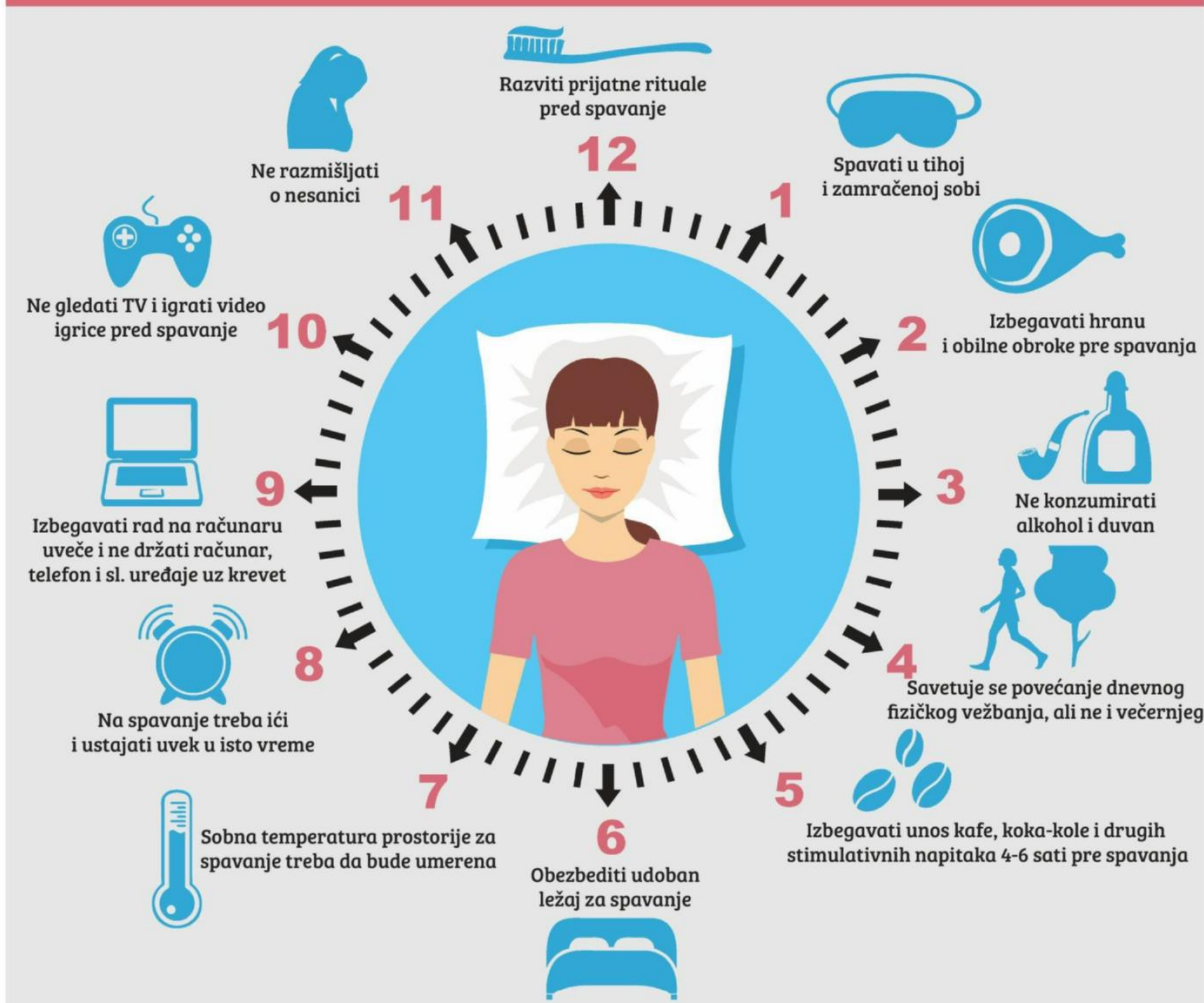 12
Razviti prijatne rituale
pred spavanje
1
Spavati u tihoj
i zamračenoj sobi
2
Izbegavati hranu
i obilne obroke pre spavanja
3
Ne konzumirati
alkohol i duvan
4
Savetuje se povećanje dnevnog
fizičkog vežbanja, ali ne i večernjeg
5
Izbegavati unos kafe, koka-kole i drugih
stimulativnih napitaka 4-6 sati pre spavanja
6
Obezbediti udoban
ležaj za spavanje
7
Sobna temperatura prostorije za
spavanje treba da bude umerena
8
Na spavanje treba ići
i ustajati uvek u isto vreme
9
Izbegavati rad na računaru
uveče i ne držati računar,
telefon i sl. uređaje uz krevet
10
Ne gledati TV i igrati video
igrice pred spavanje
11
Ne razmišljati
o nesanici